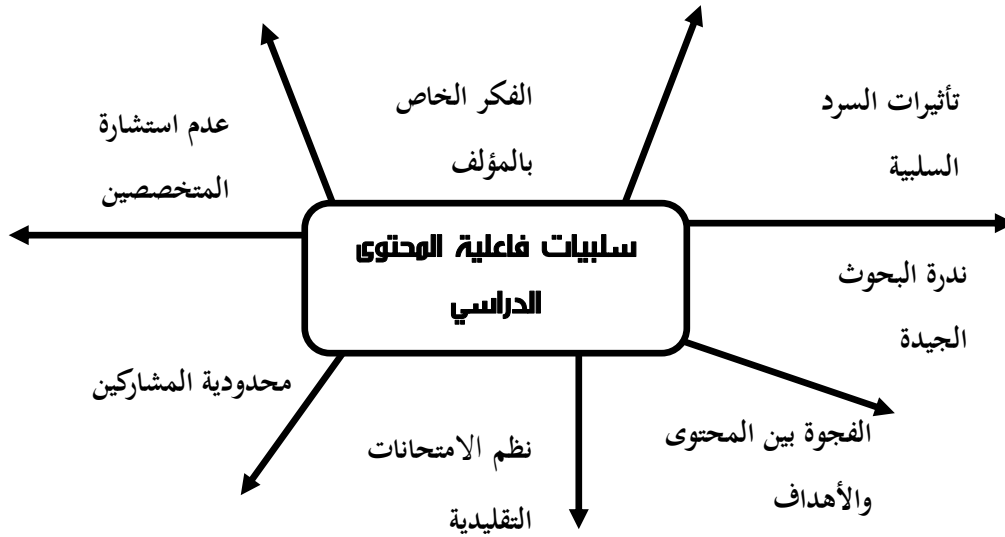 سلبيات فاعلية المحتوى
الدراسي
تأثيرات السرد
السلبية
ندرة البحوث
الجيدة
الفجوة بين المحتوى
والأهداف
نظم الامتحانات
التقليدية
محدودية المشاركين
عدم استشارة
المتخصصين
الفكر الخاص
بالمؤلف